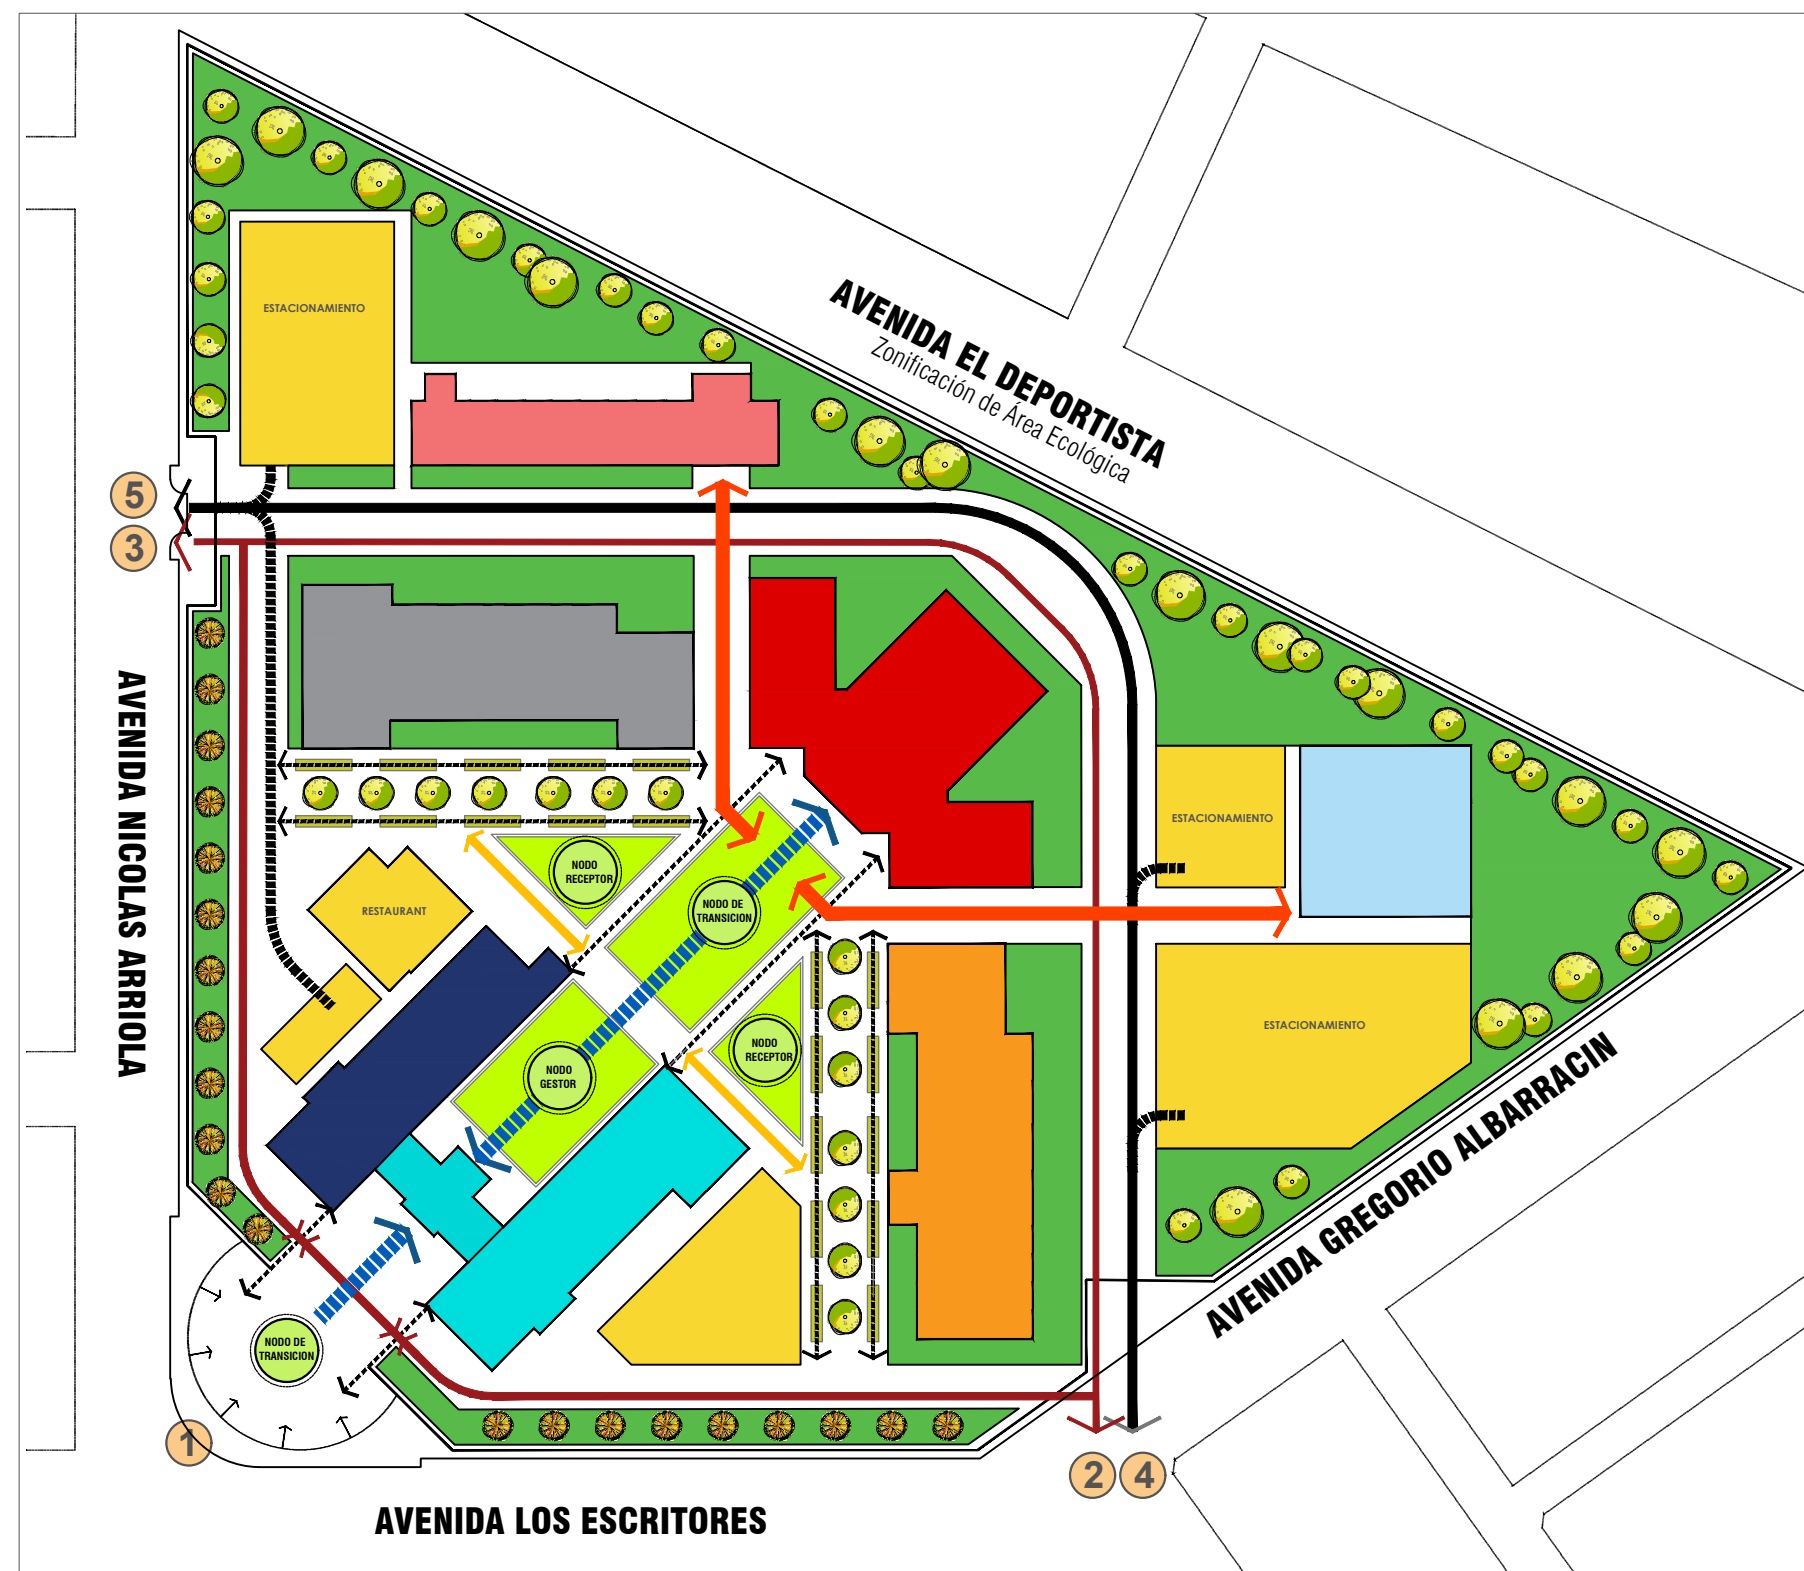 ESTACIONAMIENTO
AVENIDA EL DEPORTISTA
Zonificación de Área Ecológica
5
3
AVENIDA NICOLAS ARRIOLA
ESTACIONAMIENTO
NODO
RECEPTOR
RESTAURANT
NODO DE
TRANSICION
ESTACIONAMIENTO
NODO
RECEPTOR
NODO
GESTOR
AVENIDA GREGORIO ALBARRACIN
NODO DE
TRANSICION
1
2
4
AVENIDA LOS ESCRITORES